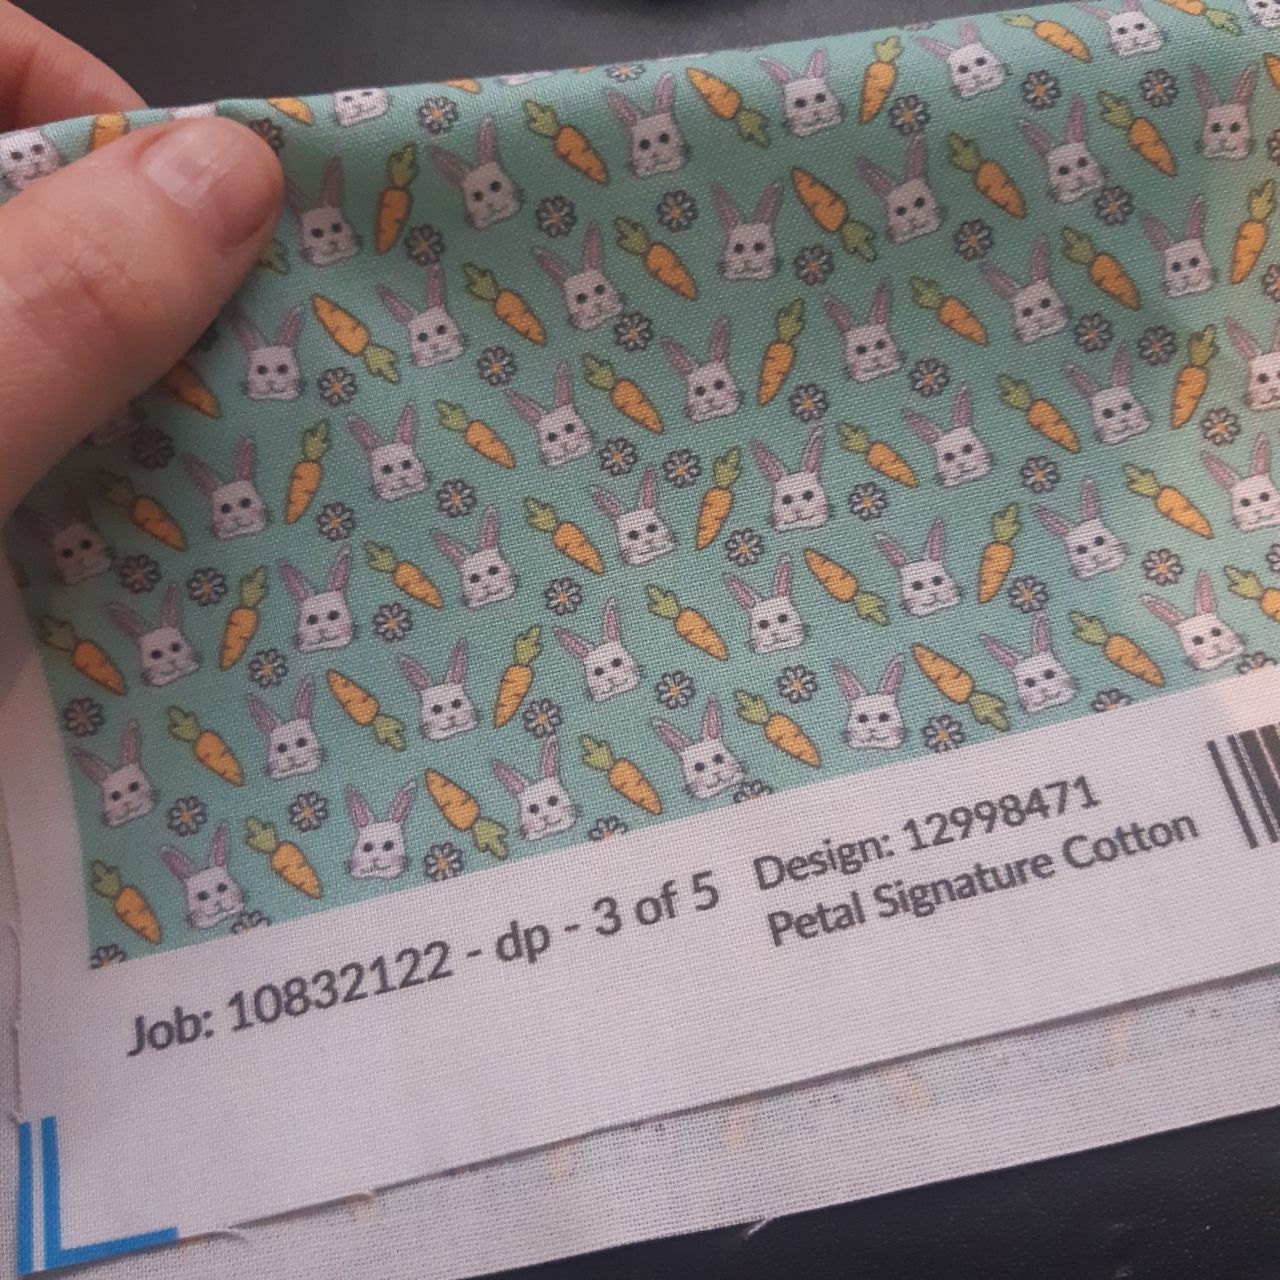 Job: 10832122 - dp - 3 of 5
Design: 12998471
Petal Signature Cotton